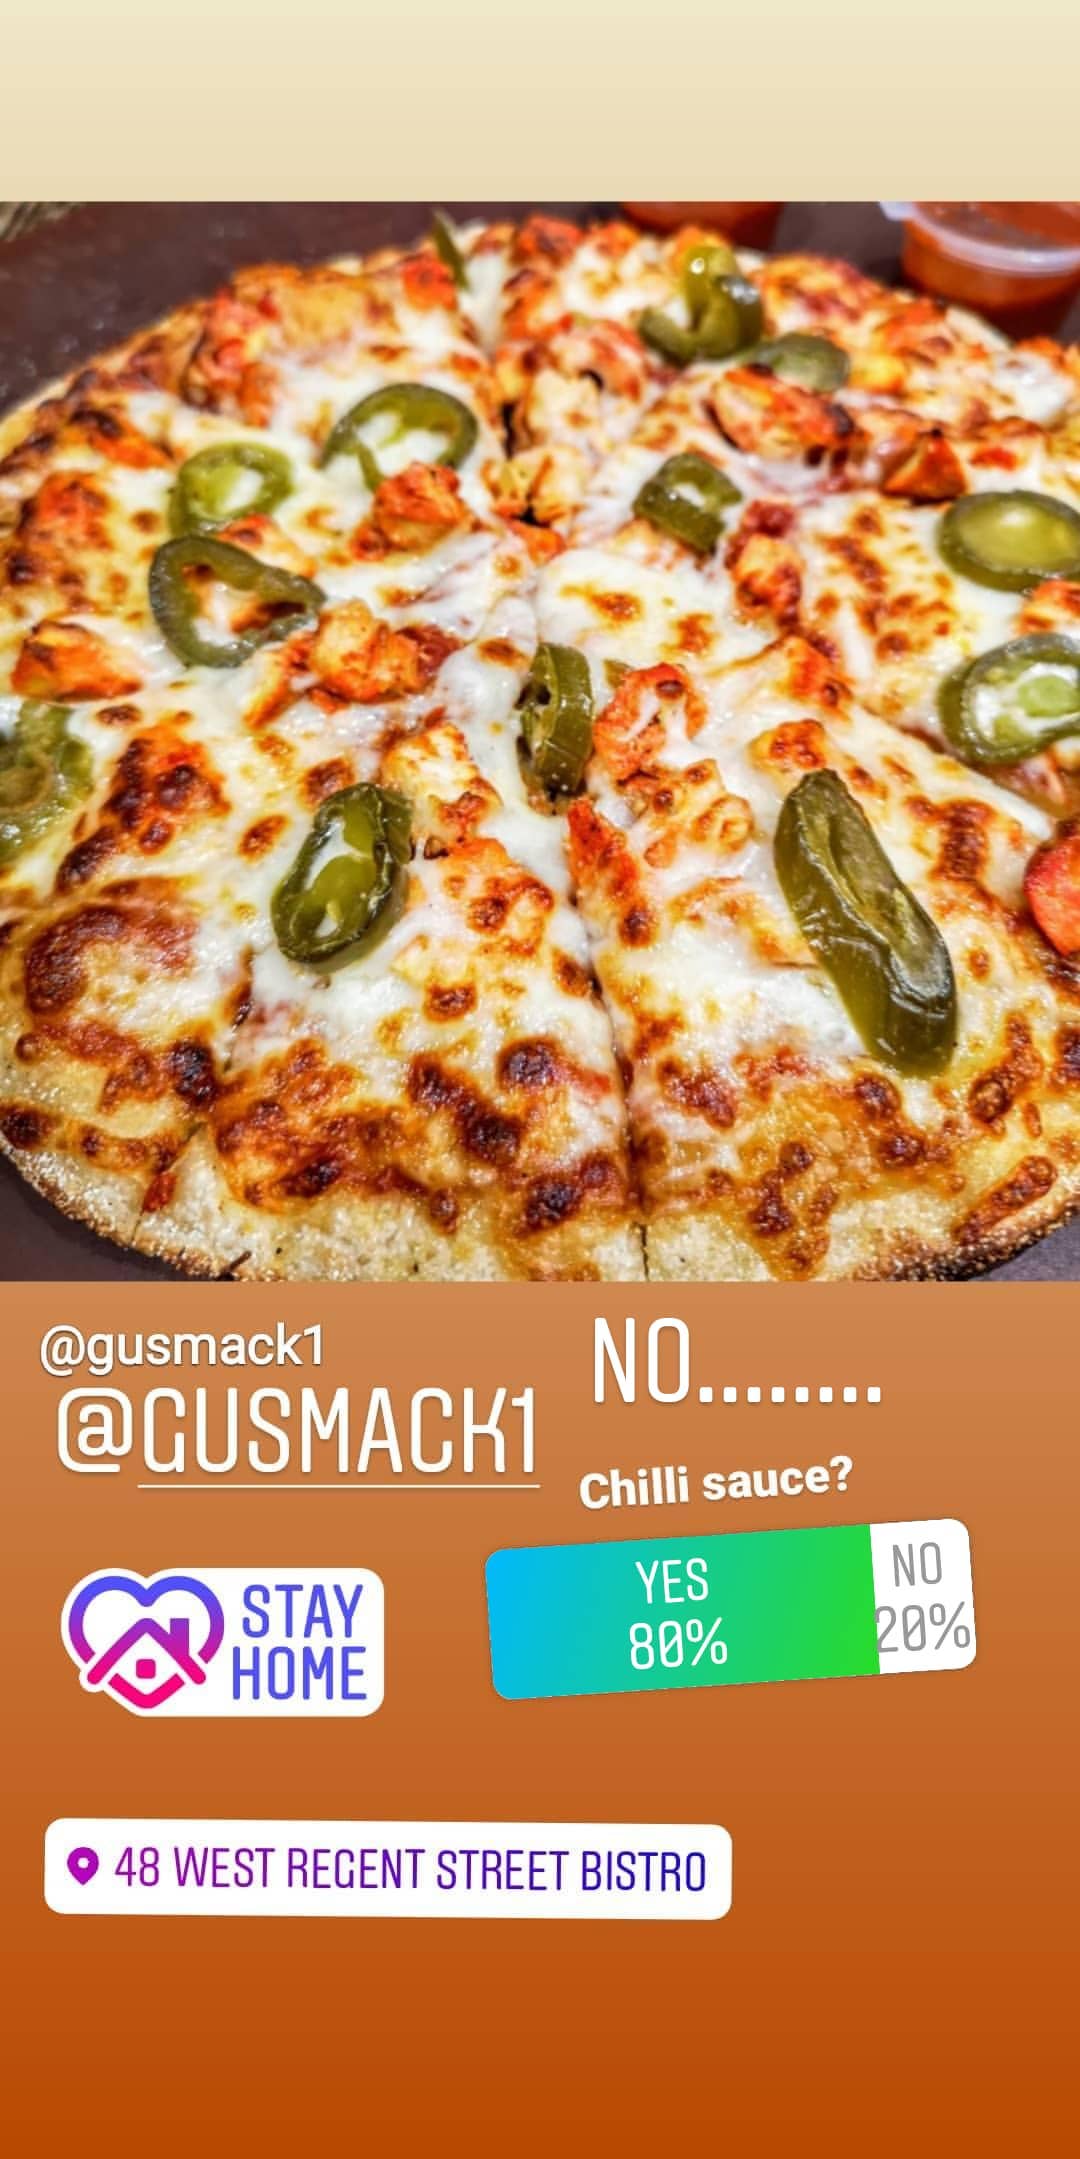 @gusmack1
@GUSMACK1
NO........
Chilli sauce?
YES
80%
NO
20%
STAY
HOME
48 WEST REGENT STREET BISTRO